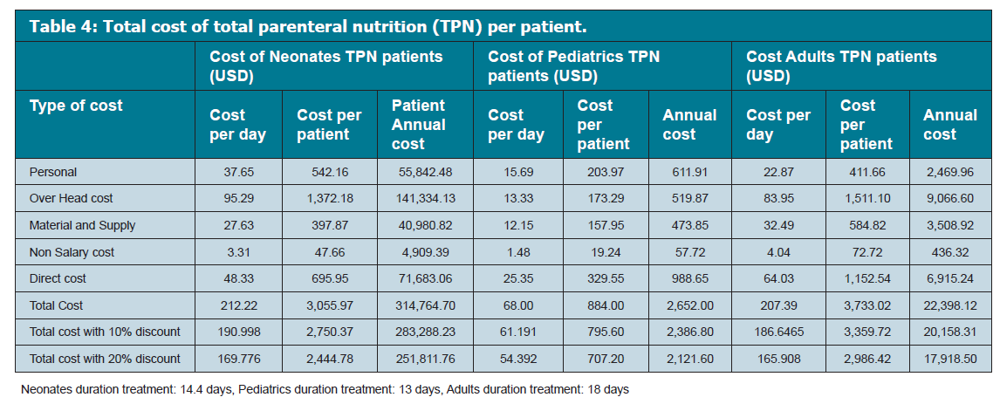 Table 4: Total cost of total parenteral nutrition (TPN) per patient.
Cost of Neonates TPN patients (USD) Cost of Pediatrics TPN patients (USD) Cost Adults TPN patients (USD)
Type of cost Cost per day Cost per patient Patient Annual cost Cost per day Cost per patient Annual cost Cost per day Cost per patient Annual cost
Personal 37.65 542.16 55,842.48 15.69 203.97 611.91 22.87 411.66 2,469.96
Over Head cost 95.29 1,372.18 141,334.13 13.33 173.29 519.87 83.95 1,511.10 9,066.60
Material and Supply 27.63 397.87 40,980.82 12.15 157.95 473.85 32.49 584.82 3,508.92
Non Salary cost 3.31 47.66 4,909.39 1.48 19.24 57.72 4.04 72.72 436.32
Direct cost 48.33 695.95 71,683.06 25.35 329.55 988.65 64.03 1,152.54 6,915.24
Total Cost 212.22 3,055.97 314,764.70 68.00 884.00 2,652.00 207.39 3,733.02 22,398.12
Total cost with 10% discount 190.998 2,750.37 283,288.23 61.191 795.60 2,386.80 186.6465 3,359.72 20,158.31
Total cost with 20% discount 169.776 2,444.78 251,811.76 54.392 707.20 2,121.60 165.908 2,986.42 17,918.50
Neonates duration treatment: 14.4 days, Pediatrics duration treatment: 13 days, Adults duration treatment: 18 days